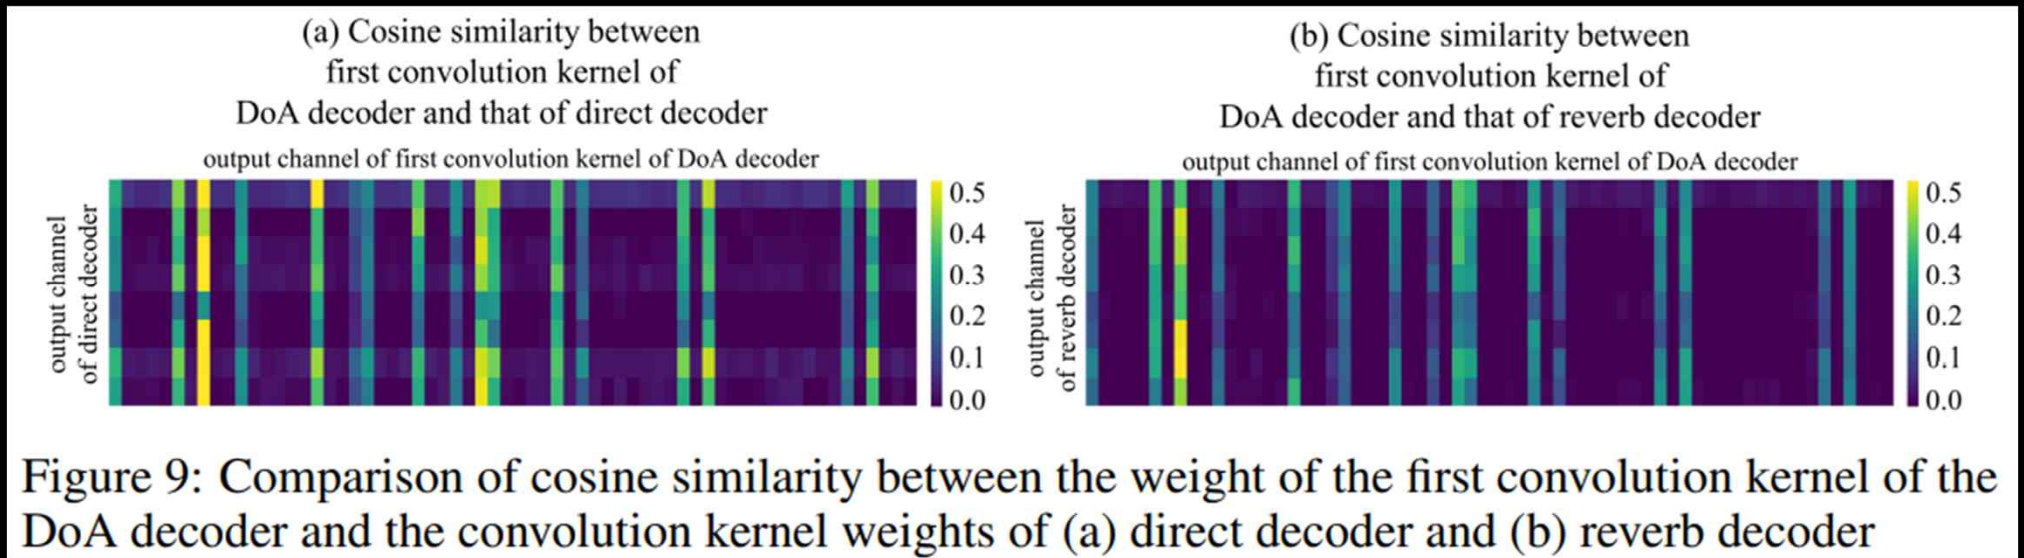 (a) Cosine similarity between
first convolution kernel of
DoA decoder and that of direct decoder
output channel of first convolution kernel of DoA decoder
output channel
of direct decoder
0.5
0.4
0.3
0.2
0.1
0.0
(b) Cosine similarity between
first convolution kernel of
DoA decoder and that of reverb decoder
output channel of first convolution kernel of DoA decoder
output channel
of reverb decoder
0.5
0.4
0.3
0.2
0.1
0.0
Figure 9: Comparison of cosine similarity between the weight of the first convolution kernel of the
DoA decoder and the convolution kernel weights of (a) direct decoder and (b) reverb decoder